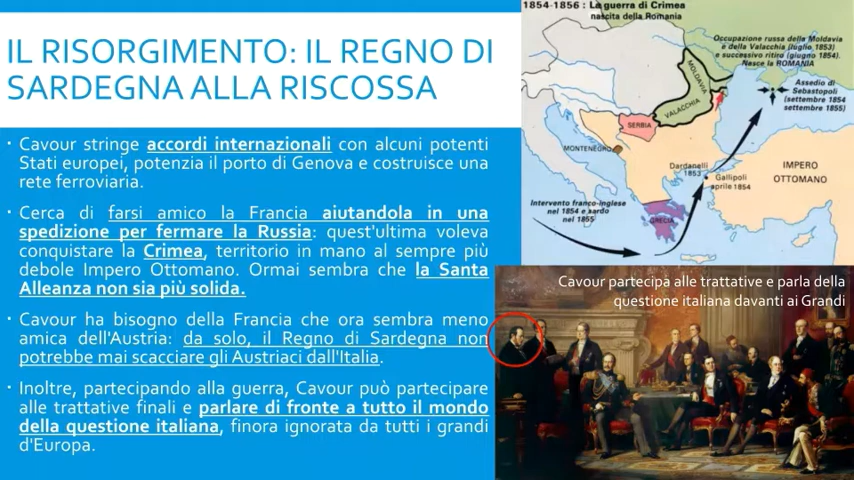 IL RISORGIMENTO: IL REGNO DI
SARDEGNA ALLA RISCOSSA
• Cavour stringe accordi internazionali con alcuni potenti
Stati europei, potenzia il porto di Genova e costruisce una
rete ferroviaria.
• Cerca di farsi amico la Francia aiutandola in una
spedizione per fermare la Russia: quest'ultima voleva
conquistare la Crimea, territorio in mano al sempre più
debole Impero Ottomano. Ormai sembra che la Santa
Alleanza non sia più solida.
• Cavour ha bisogno della Francia che ora sembra meno
amica dell'Austria: da solo, il Regno di Sardegna non
potrebbe mai scacciare gli Austriaci dall'Italia.
• Inoltre, partecipando alla guerra, Cavour può partecipare
alle trattative finali e parlare di fronte a tutto il mondo
della questione italiana, finora ignorata da tutti i grandi
d'Europa.
1854-1856 : La guerra di Crimea
nascita della Romania
Occupazione russa della Moldavia
e della Valacchia (luglio 1853)
e successivo ritiro (giugno 1854).
Nasce la ROMANIA
Assedio di
Sebastopoli
(settembre 1854
settembre 1855)
MOLDAVIA
VALACCHIA
SERBIA
MONTENEGRO
Dardanelli
1853
Gallipoli
aprile 1854
IMPERO
OTTOMANO
Intervento franco-inglese
nel 1854 e sardo
nel 1855
GRECIA
Cavour partecipa alle trattative e parla della
questione italiana davanti ai Grandi